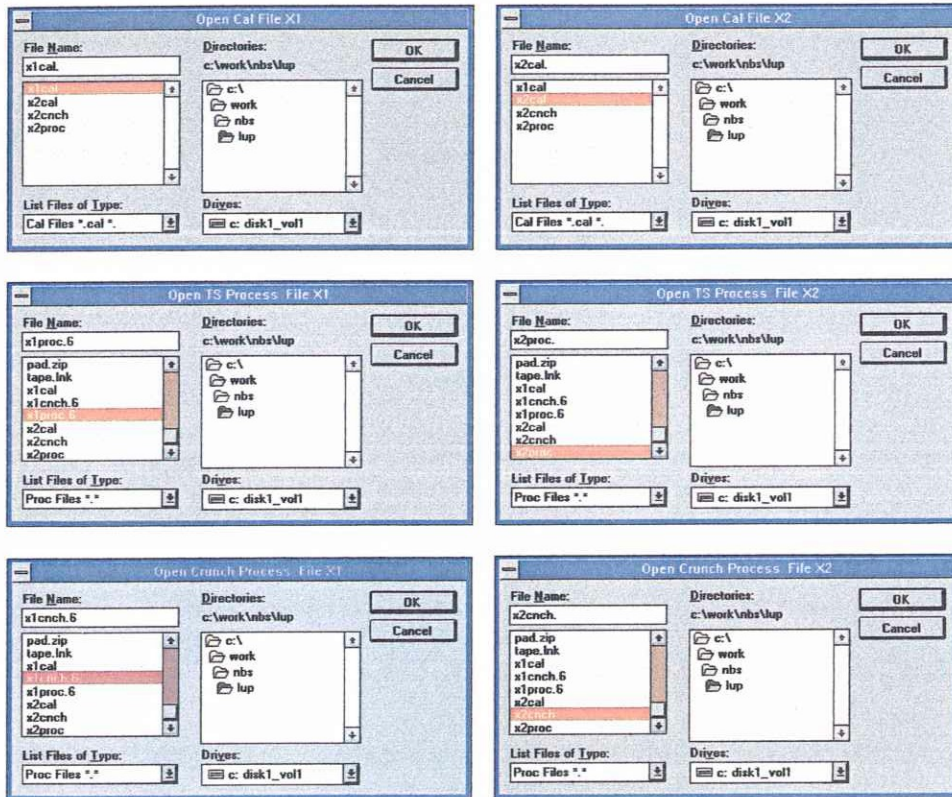 Open Cal File X1
File Name:
x1cal.
x1cal
x2cal
x2cnch
x2proc
List Files of Type:
Cal Files *.cal *.
Directories:
c:\work\nbs\lup
c:\
work
nbs
lup
Drives:
c: disk1_vol1
OK
Cancel
Open Cal File X2
File Name:
x2cal.
x1cal
x2cal
x2cnch
x2proc
List Files of Type:
Cal Files *.cal *.
Directories:
c:\work\nbs\lup
c:\
work
nbs
lup
Drives:
c: disk1_vol1
OK
Cancel
Open TS Process File X1
File Name:
x1proc.6
pad.zip
tape.lnk
x1cal
x1cnch.6
x1proc.6
x2cal
x2cnch
x2proc
List Files of Type:
Proc Files *.*
Directories:
c:\work\nbs\lup
c:\
work
nbs
lup
Drives:
c: disk1_vol1
OK
Cancel
Open TS Process File X2
File Name:
x2proc.
pad.zip
tape.lnk
x1cal
x1cnch.6
x1proc.6
x2cal
x2cnch
x2proc
List Files of Type:
Proc Files *.*
Directories:
c:\work\nbs\lup
c:\
work
nbs
lup
Drives:
c: disk1_vol1
OK
Cancel
Open Crunch Process File X1
File Name:
x1cnch.6
pad.zip
tape.lnk
x1cal
x1cnch.6
x1proc.6
x2cal
x2cnch
x2proc
List Files of Type:
Proc Files *.*
Directories:
c:\work\nbs\lup
c:\
work
nbs
lup
Drives:
c: disk1_vol1
OK
Cancel
Open Crunch Process File X2
File Name:
x2cnch.
pad.zip
tape.lnk
x1cal
x1cnch.6
x1proc.6
x2cal
x2cnch
x2proc
List Files of Type:
Proc Files *.*
Directories:
c:\work\nbs\lup
c:\
work
nbs
lup
Drives:
c: disk1_vol1
OK
Cancel